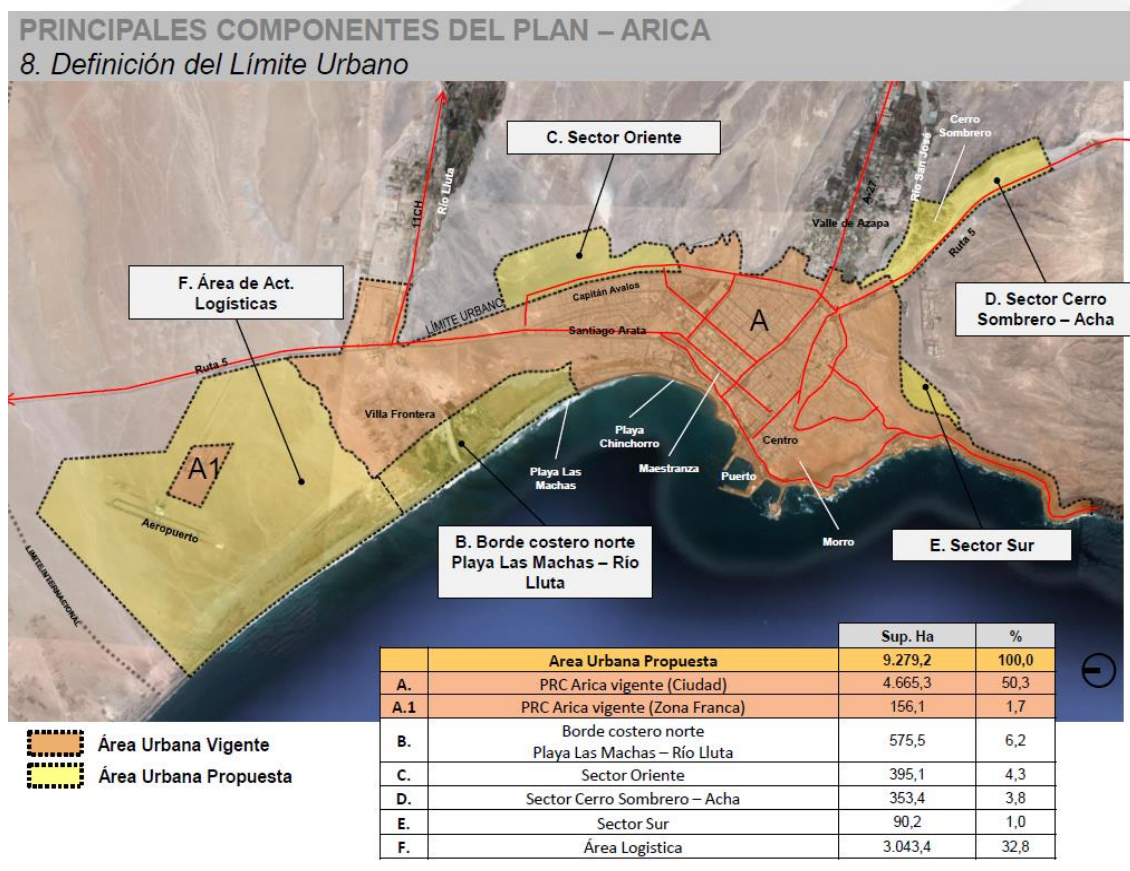 PRINCIPALES COMPONENTES DEL PLAN – ARICA
8. Definición del Límite Urbano
C. Sector Oriente
Cerro
Sombrero
Río Lluta
11CH
A-27
Río San José
Valle de Azapa
Ruta 5
F. Área de Act.
Logísticas
D. Sector Cerro
Sombrero – Acha
LÍMITE URBANO
Capitán Avalos
Santiago Arata
A
Ruta 5
Villa Frontera
A1
Aeropuerto
Playa
Chinchorro
Centro
Playa Las
Machas
Maestranza
Puerto
Morro
B. Borde costero norte
Playa Las Machas – Río
Lluta
E. Sector Sur
LIMITE INTERNACIONAL
Sup. Ha %
Area Urbana Propuesta 9.279,2 100,0
A. PRC Arica vigente (Ciudad) 4.665,3 50,3
A.1 PRC Arica vigente (Zona Franca) 156,1 1,7
B. Borde costero norte
Playa Las Machas – Río Lluta 575,5 6,2
C. Sector Oriente 395,1 4,3
D. Sector Cerro Sombrero – Acha 353,4 3,8
E. Sector Sur 90,2 1,0
F. Área Logistica 3.043,4 32,8
Área Urbana Vigente
Área Urbana Propuesta